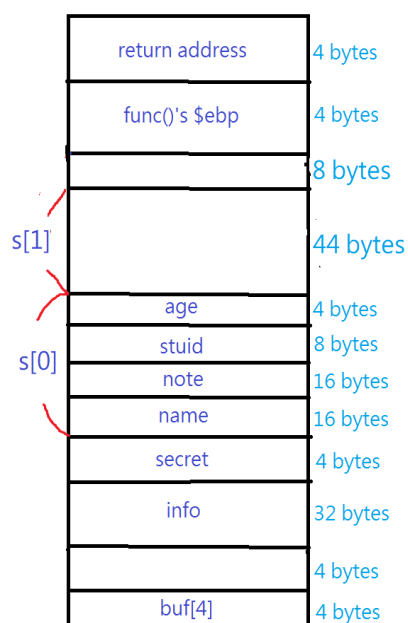 return address 4 bytes
func()'s $ebp 4 bytes
8 bytes
s[1] 44 bytes
age 4 bytes
s[0] stuid 8 bytes
note 16 bytes
name 16 bytes
secret 4 bytes
info 32 bytes
4 bytes
buf[4] 4 bytes